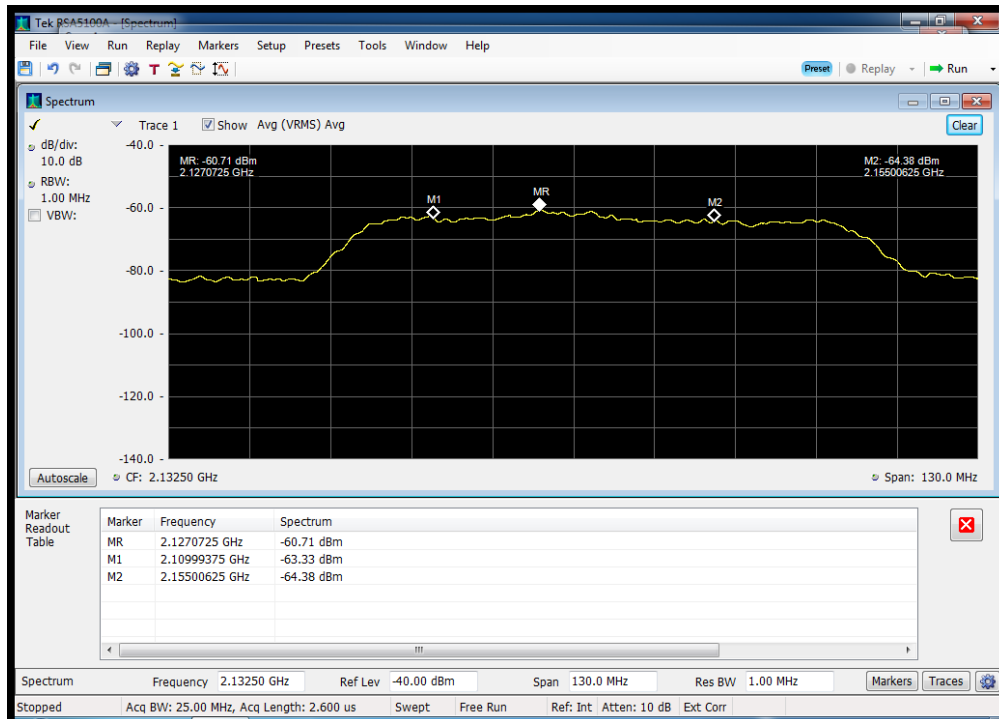 Tek RSA5100A - [Spectrum]
File View Run Replay Markers Setup Presets Tools Window Help
T Preset Replay Run
Spectrum
Trace 1 Show Avg (VRMS) Avg Clear
dB/div:
10.0 dB
RBW:
1.00 MHz
VBW:
-40.0
-60.0
-80.0
-100.0
-120.0
-140.0
MR: -60.71 dBm
2.1270725 GHz
M2: -64.38 dBm
2.15500625 GHz
M1
MR
M2
Autoscale CF: 2.13250 GHz Span: 130.0 MHz
Marker
Readout
Table
Marker Frequency Spectrum
MR 2.1270725 GHz -60.71 dBm
M1 2.10999375 GHz -63.33 dBm
M2 2.15500625 GHz -64.38 dBm
Spectrum Frequency 2.13250 GHz Ref Lev -40.00 dBm Span 130.0 MHz Res BW 1.00 MHz Markers Traces
Stopped Acq BW: 25.00 MHz, Acq Length: 2.600 us Swept Free Run Ref: Int Atten: 10 dB Ext Corr